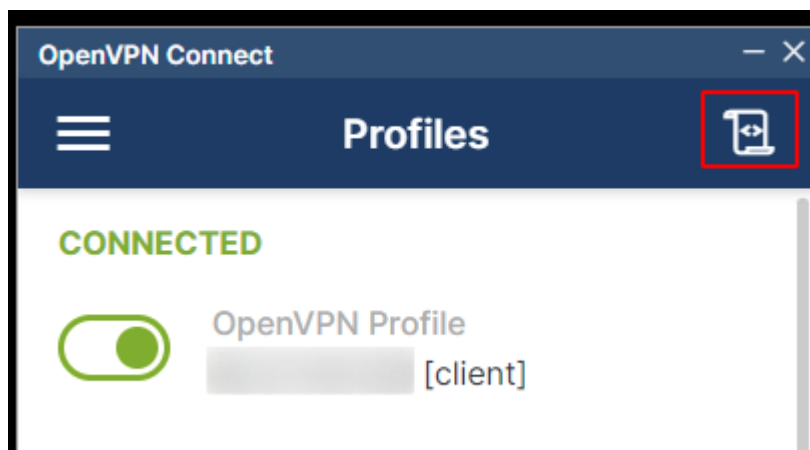 OpenVPN Connect
Profiles
CONNECTED
OpenVPN Profile
[client]